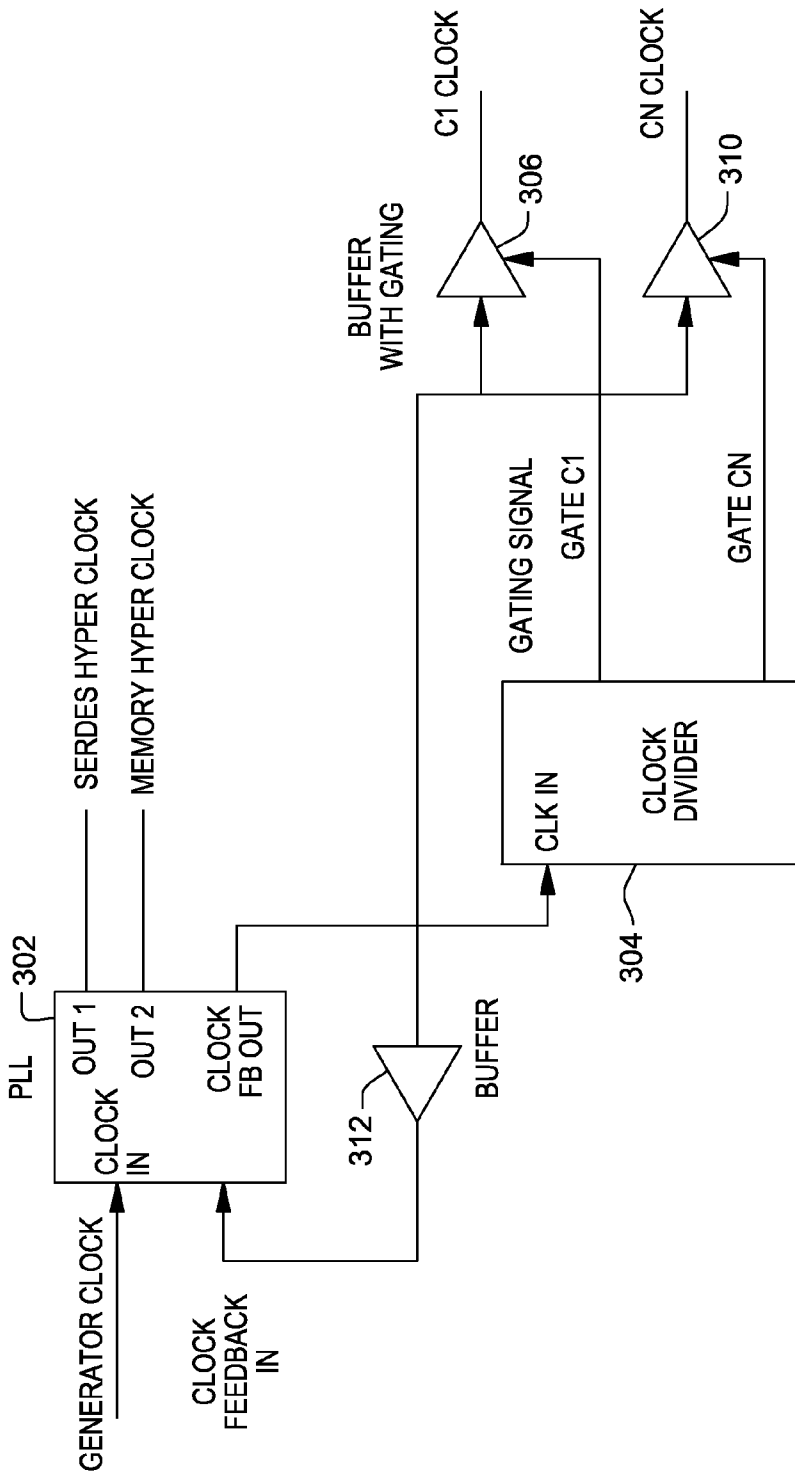 GENERATOR CLOCK
CLOCK
FEEDBACK
IN
PLL
302
CLOCK
IN
OUT 1
OUT 2
CLOCK
FB OUT
SERDES HYPER CLOCK
MEMORY HYPER CLOCK
312
BUFFER
304
CLK IN
CLOCK
DIVIDER
GATING SIGNAL
GATE C1
GATE CN
BUFFER
WITH GATING
306
C1 CLOCK
310
CN CLOCK